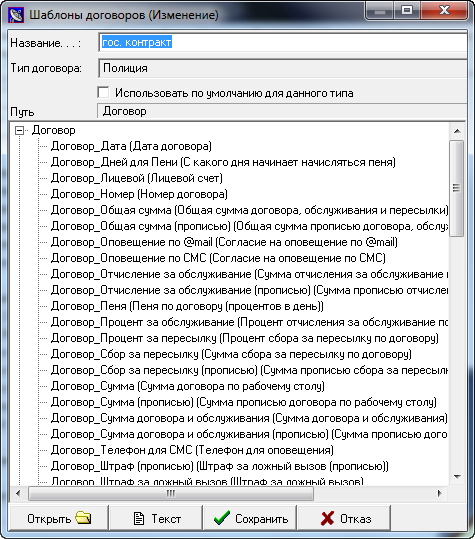 Шаблоны договоров (Изменение)
Название. . . :
гос. контракт
Тип договора:
Полиция
Использовать по умолчанию для данного типа
Путь
Договор
Договор
Договор_Дата (Дата договора)
Договор_Дней для Пени (С какого дня начинает начисляться пеня)
Договор_Лицевой (Лицевой счет)
Договор_Номер (Номер договора)
Договор_Общая сумма (Общая сумма договора, обслуживания и пересылки)
Договор_Общая сумма (прописью) (Общая сумма прописью договора, обслу
Договор_Оповещение по @mail (Согласие на оповещение по @mail)
Договор_Оповещение по СМС (Согласие на оповещение по СМС)
Договор_Отчисление за обслуживание (Сумма отчисления за обслуживание
Договор_Отчисление за обслуживание (прописью) (Сумма прописью отчисле
Договор_Пеня (Пеня по договору (процентов в день))
Договор_Процент за обслуживание (Процент отчисления за обслуживание по
Договор_Процент за пересылку (Процент сбора за пересылку по договору)
Договор_Сбор за пересылку (Сумма сбора за пересылку по договору)
Договор_Сбор за пересылку (прописью) (Сумма прописью сбора за пересылк
Договор_Сумма (Сумма договора по рабочему столу)
Договор_Сумма (прописью) (Сумма прописью договора по рабочему столу)
Договор_Сумма договора и обслуживания (Сумма договора и обслуживания)
Договор_Сумма договора и обслуживания (прописью) (Сумма прописью дого
Договор_Телефон для СМС (Телефон для оповещения)
Договор_Штраф (прописью) (Штраф за ложный вызов (прописью))
Договор_Штраф за ложный вызов (Штраф за ложный вызов)
Открыть
Текст
Сохранить
Отказ